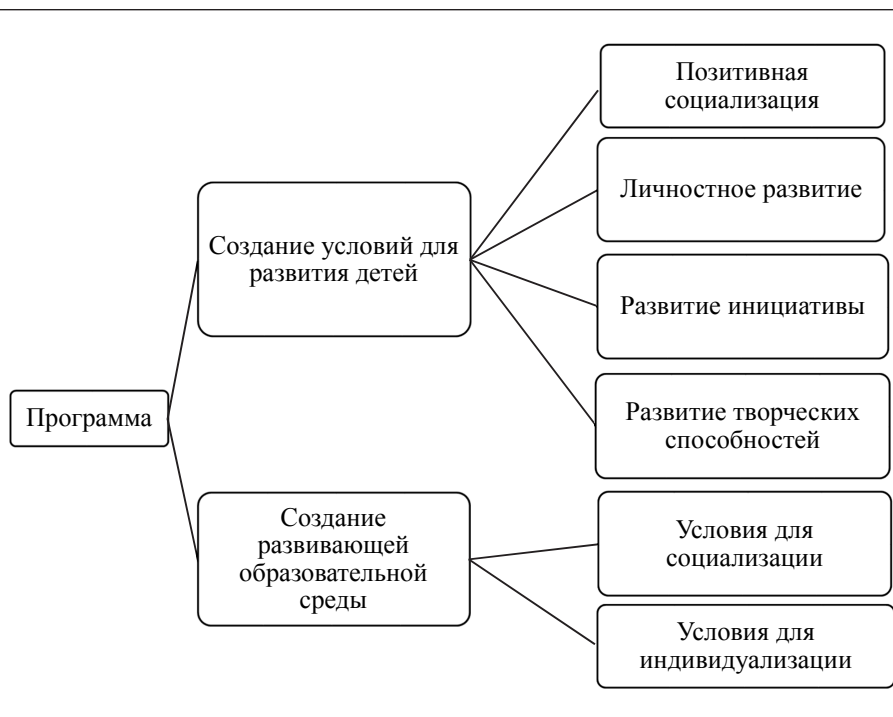 Программа
Создание условий для
развития детей
Позитивная
социализация
Личностное развитие
Развитие инициативы
Развитие творческих
способностей
Создание
развивающей
образовательной
среды
Условия для
социализации
Условия для
индивидуализации